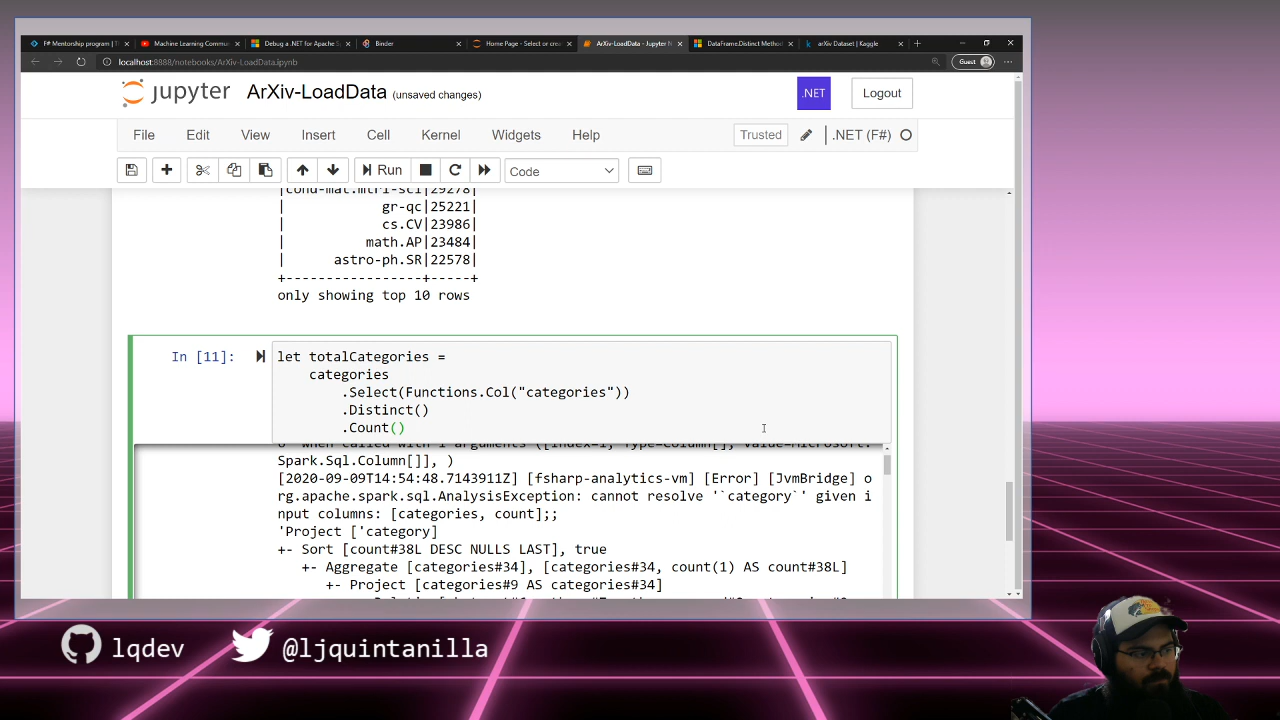 F# Mentorship program | T
Machine Learning Commu
Debug a .NET for Apache S
Binder
Home Page - Select or crea
ArXiv-LoadData - Jupyter N
DataFrame.Distinct Method
arXiv Dataset | Kaggle
localhost:8888/notebooks/ArXiv-LoadData.ipynb
Guest
jupyter ArXiv-LoadData (unsaved changes)
.NET
Logout
File Edit View Insert Cell Kernel Widgets Help
Trusted
.NET (F#)
Run
Code
|cond-mat.mtrl-sci|29278|
| gr-qc|25221|
| cs.CV|23986|
| math.AP|23484|
| astro-ph.SR|22578|
+-----------------+-----+
only showing top 10 rows
In [11]:
let totalCategories =
categories
.Select(Functions.Col("categories"))
.Distinct()
.Count()
Spark.Sql.Column[]], )
[2020-09-09T14:54:48.7143911Z] [fsharp-analytics-vm] [Error] [JvmBridge] o
rg.apache.spark.sql.AnalysisException: cannot resolve '`category`' given i
nput columns: [categories, count];;
'Project ['category]
+- Sort [count#38L DESC NULLS LAST], true
+- Aggregate [categories#34], [categories#34, count(1) AS count#38L]
+- Project [categories#9 AS categories#34]
lqdev
@ljquintanilla